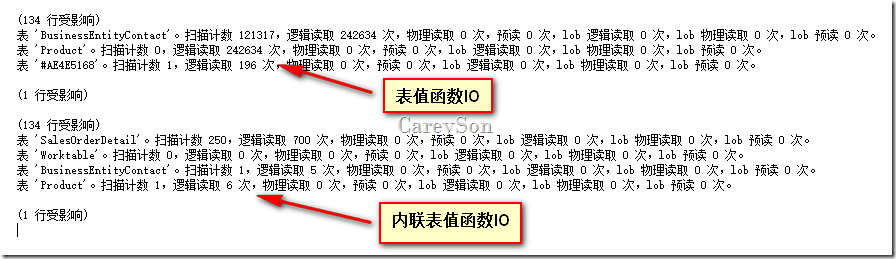 (134 行受影响)
表 'BusinessEntityContact'。扫描计数 121317，逻辑读取 242634 次，物理读取 0 次，预读 0 次，lob 逻辑读取 0 次，lob 物理读取 0 次，lob 预读 0 次。
表 'Product'。扫描计数 0，逻辑读取 242634 次，物理读取 0 次，预读 0 次，lob 逻辑读取 0 次，lob 物理读取 0 次，lob 预读 0 次。
表 '#AE4E5168'。扫描计数 1，逻辑读取 196 次，物理读取 0 次，预读 0 次，lob 逻辑读取 0 次，lob 物理读取 0 次，lob 预读 0 次。
(1 行受影响)
表值函数IO
CareySon
(134 行受影响)
表 'SalesOrderDetail'。扫描计数 250，逻辑读取 700 次，物理读取 0 次，预读 0 次，lob 逻辑读取 0 次，lob 物理读取 0 次，lob 预读 0 次。
表 'Worktable'。扫描计数 0，逻辑读取 0 次，物理读取 0 次，预读 0 次，lob 逻辑读取 0 次，lob 物理读取 0 次，lob 预读 0 次。
表 'BusinessEntityContact'。扫描计数 1，逻辑读取 5 次，物理读取 0 次，预读 0 次，lob 逻辑读取 0 次，lob 物理读取 0 次，lob 预读 0 次。
表 'Product'。扫描计数 1，逻辑读取 6 次，物理读取 0 次，预读 0 次，lob 逻辑读取 0 次，lob 物理读取 0 次，lob 预读 0 次。
(1 行受影响)
内联表值函数IO